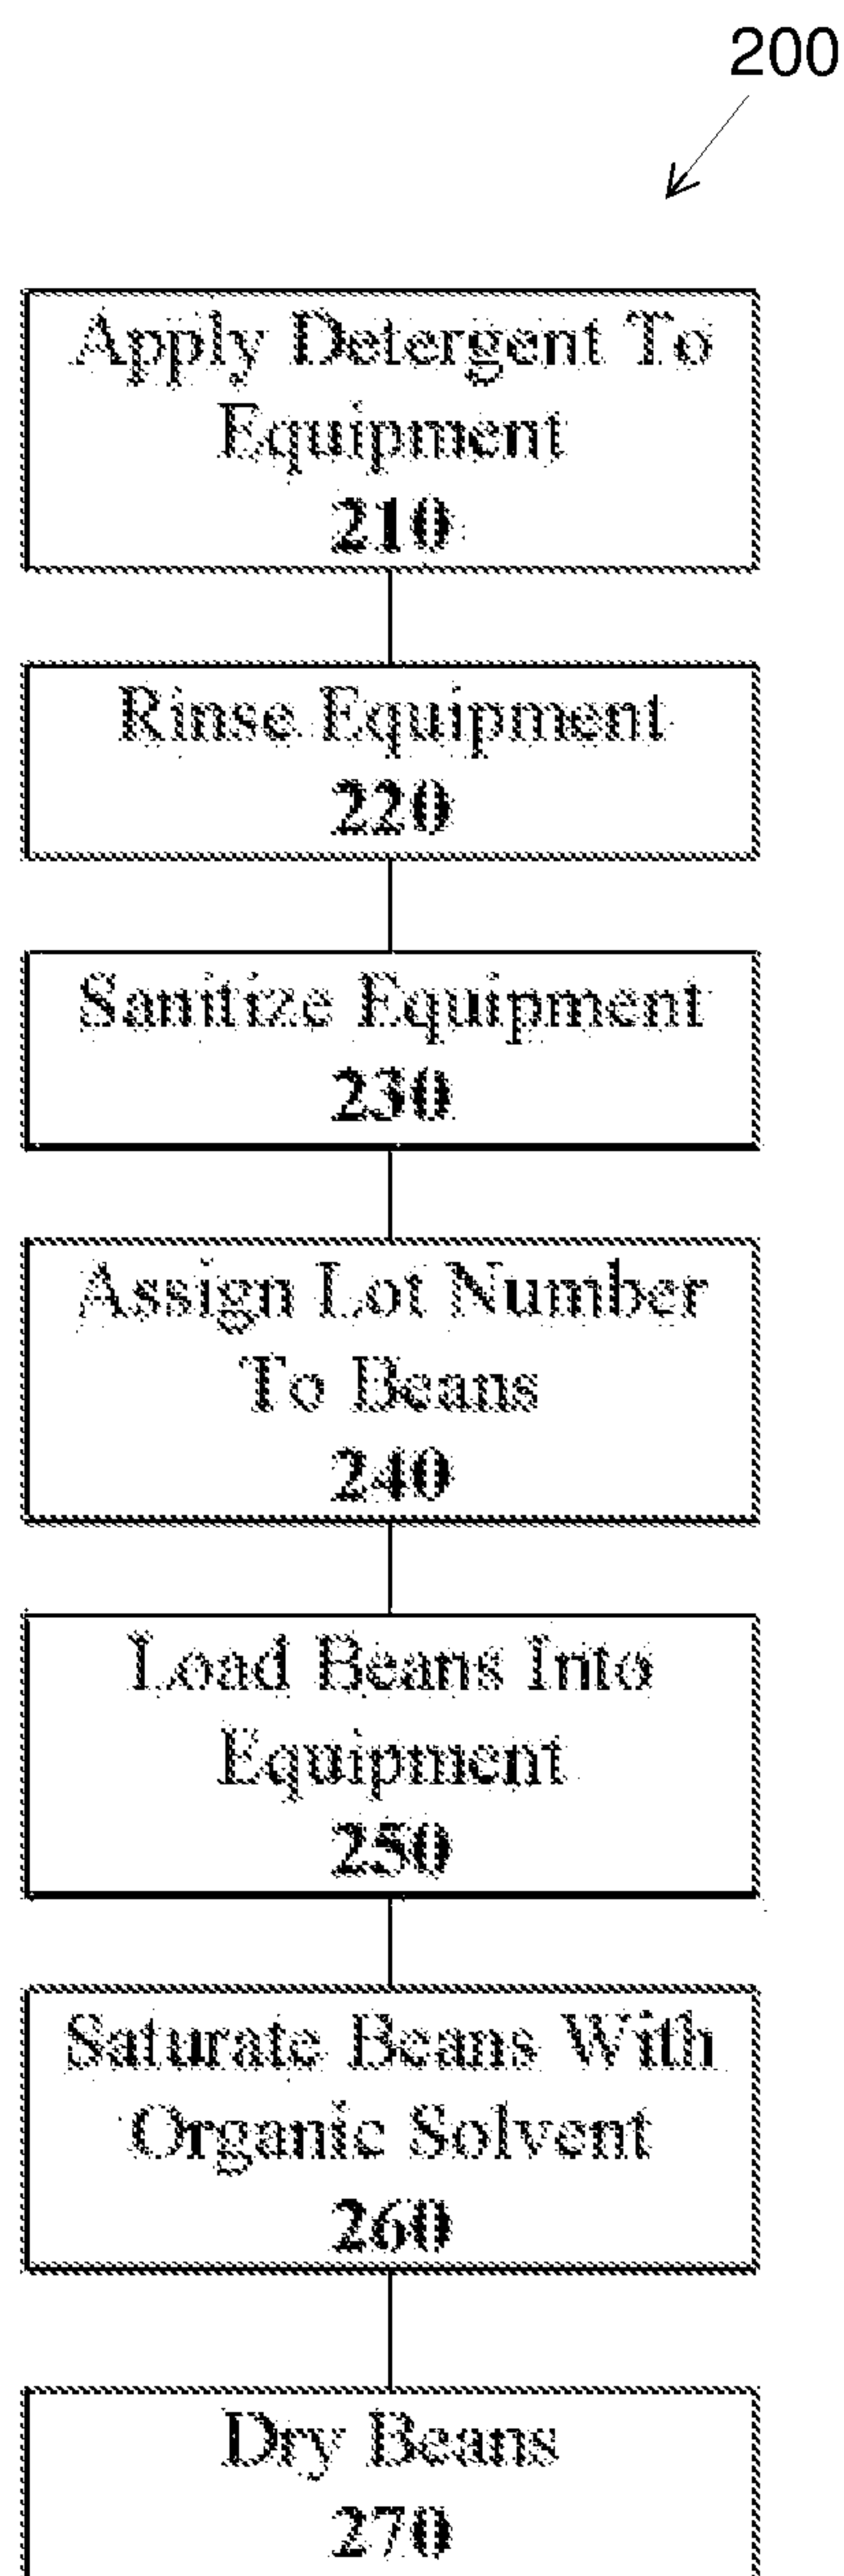 200
Apply Detergent To
Equipment
210
Rinse Equipment
220
Sanitize Equipment
230
Assign Lot Number
To Beans
240
Load Beans Into
Equipment
250
Saturate Beans With
Organic Solvent
260
Dry Beans
270